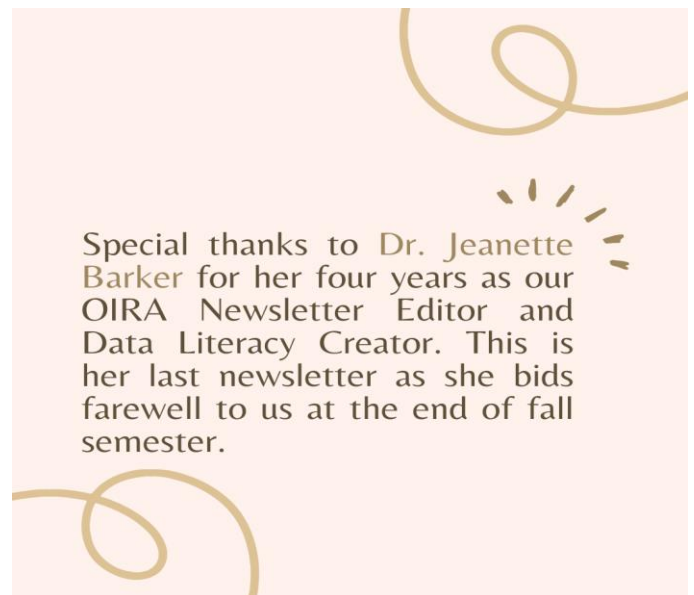 Special thanks to Dr. Jeanette
Barker for her four years as our
OIRA Newsletter Editor and
Data Literacy Creator. This is
her last newsletter as she bids
farewell to us at the end of fall
semester.